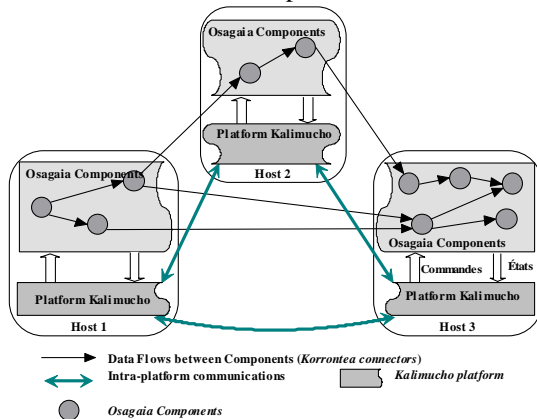 Osagaia Components
Platform Kalimucho
Host 2
Osagaia Components
Platform Kalimucho
Host 1
Osagaia Components
Commandes
États
Platform Kalimucho
Host 3
Data Flows between Components (Korrontea connectors)
Intra-platform communications
Kalimucho platform
Osagaia Components